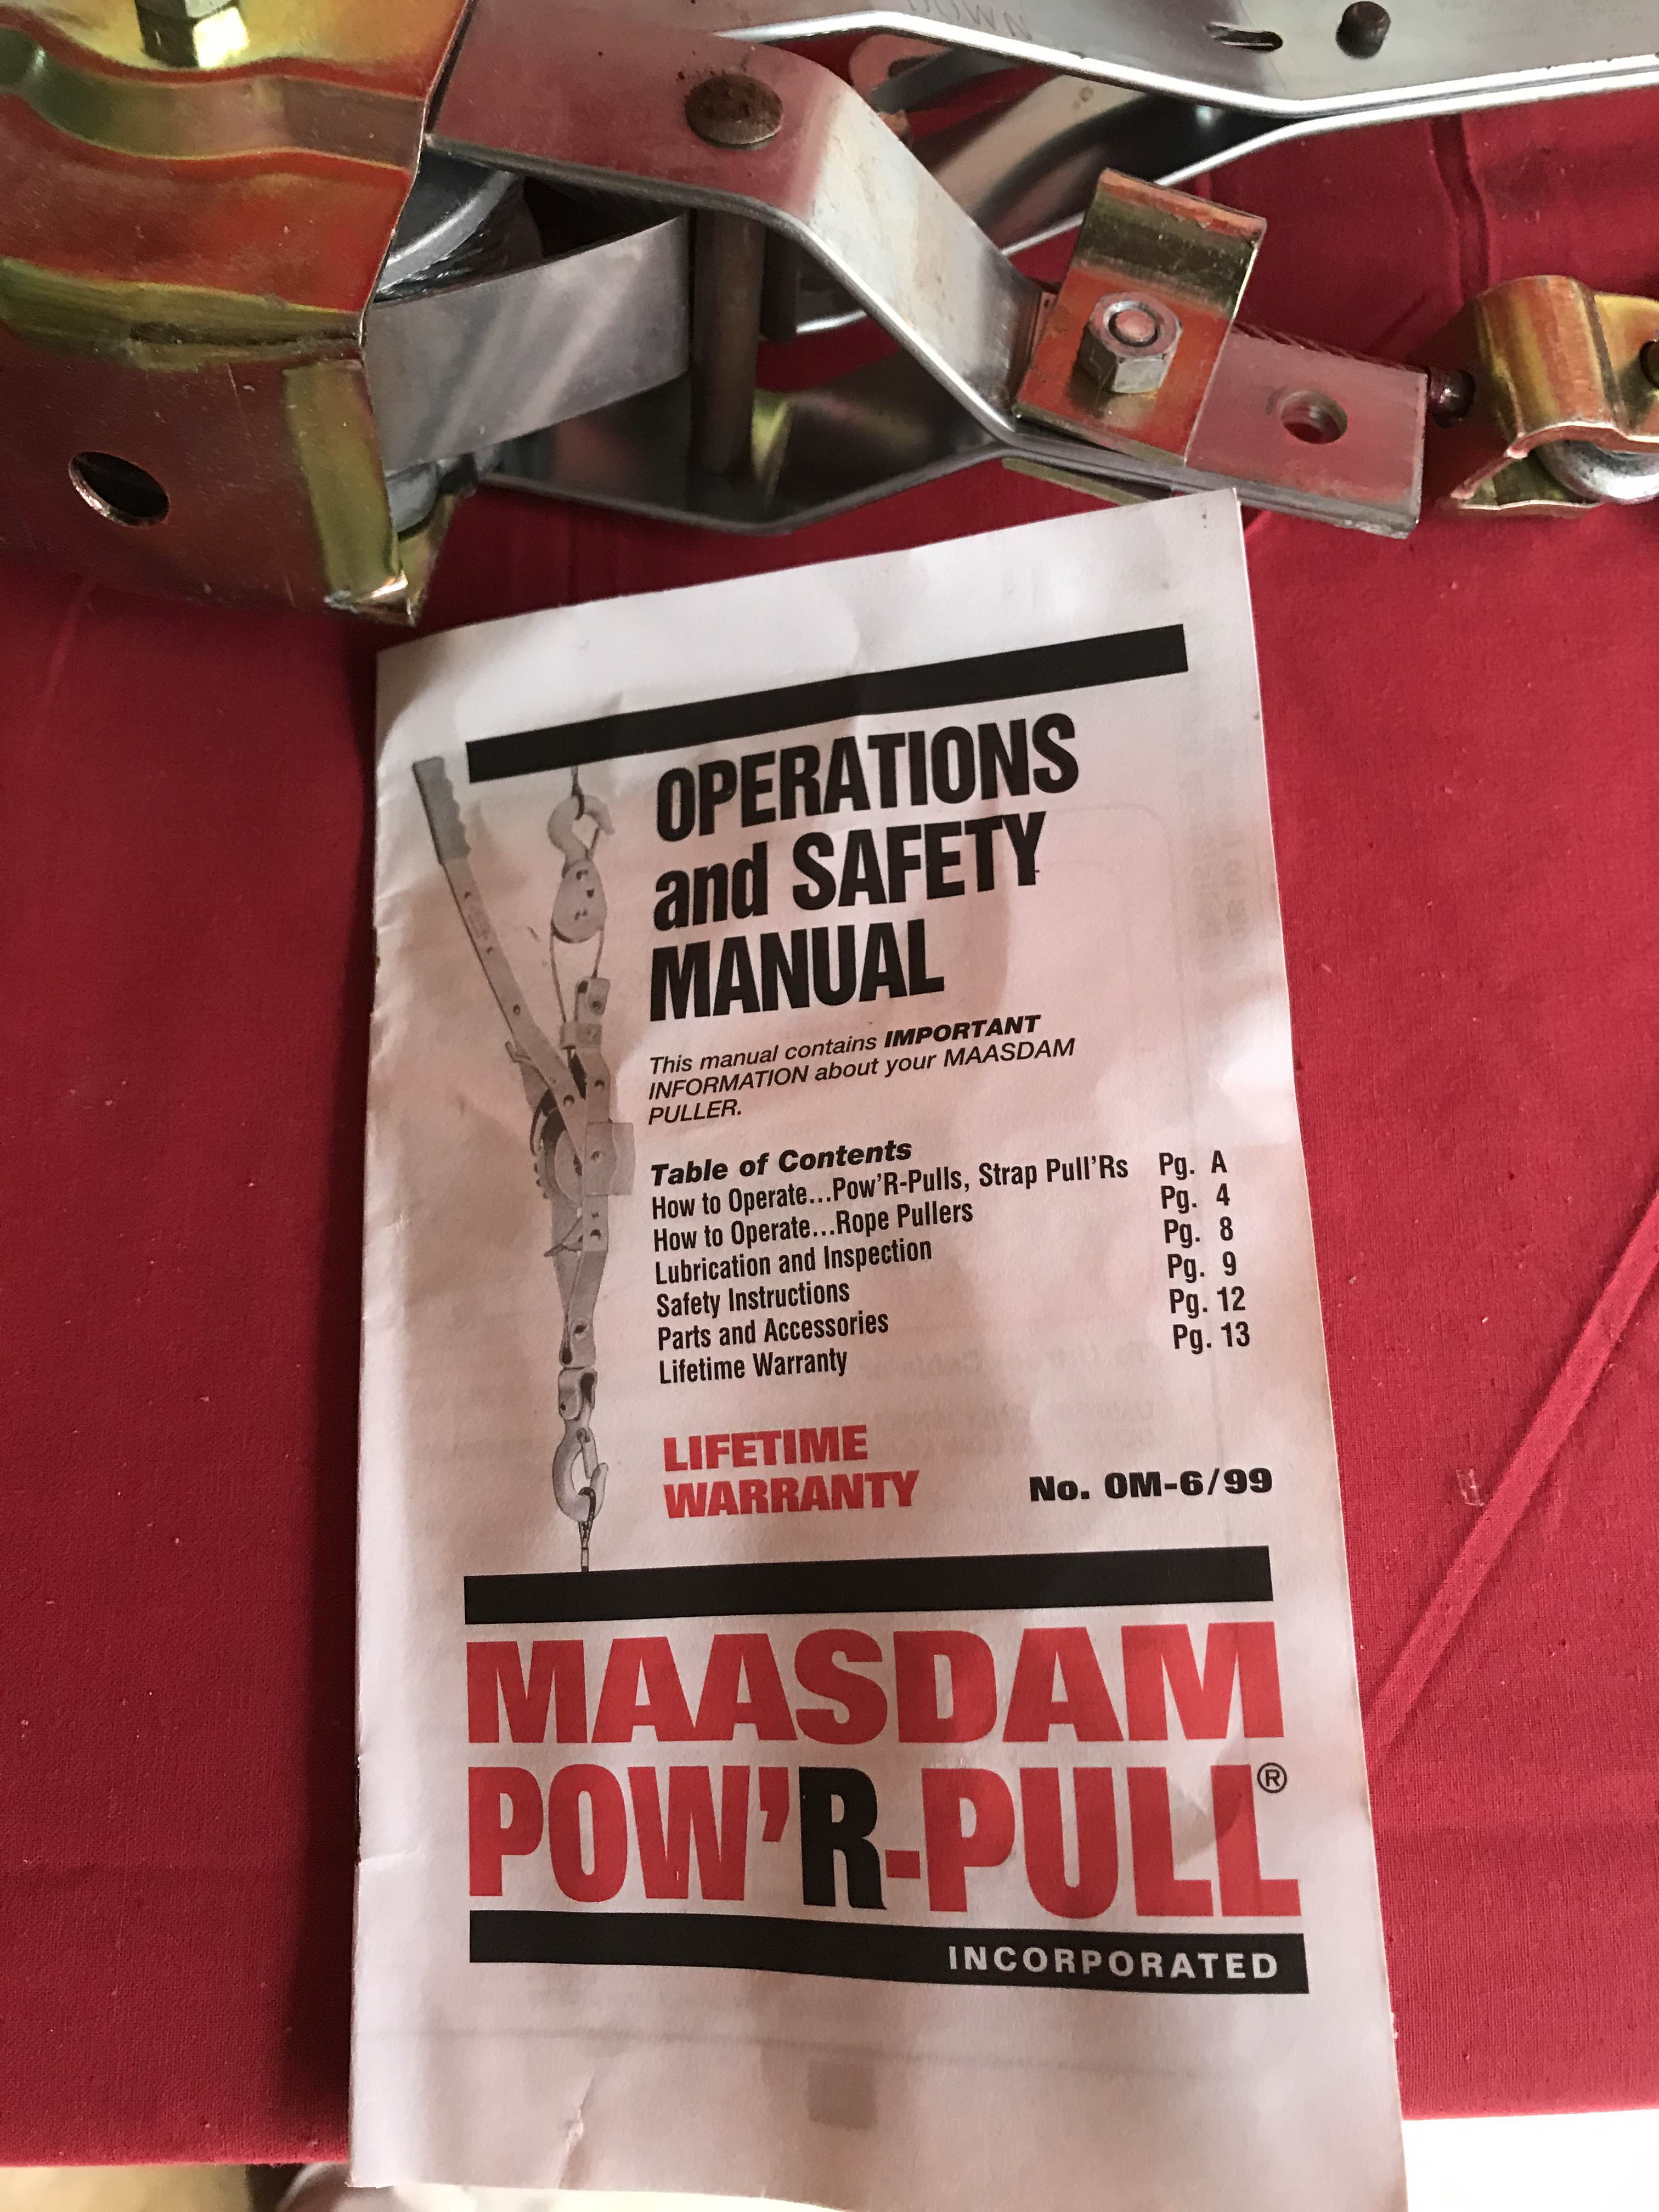 DOWN
OPERATIONS
and SAFETY
MANUAL
This manual contains IMPORTANT
INFORMATION about your MAASDAM
PULLER.
Table of Contents
How to Operate...Pow'R-Pulls, Strap Pull'Rs Pg. A
How to Operate...Rope Pullers Pg. 4
Lubrication and Inspection Pg. 8
Safety Instructions Pg. 9
Parts and Accessories Pg. 12
Lifetime Warranty Pg. 13
LIFETIME
WARRANTY
No. OM-6/99
MAASDAM
POW'R-PULL®
INCORPORATED